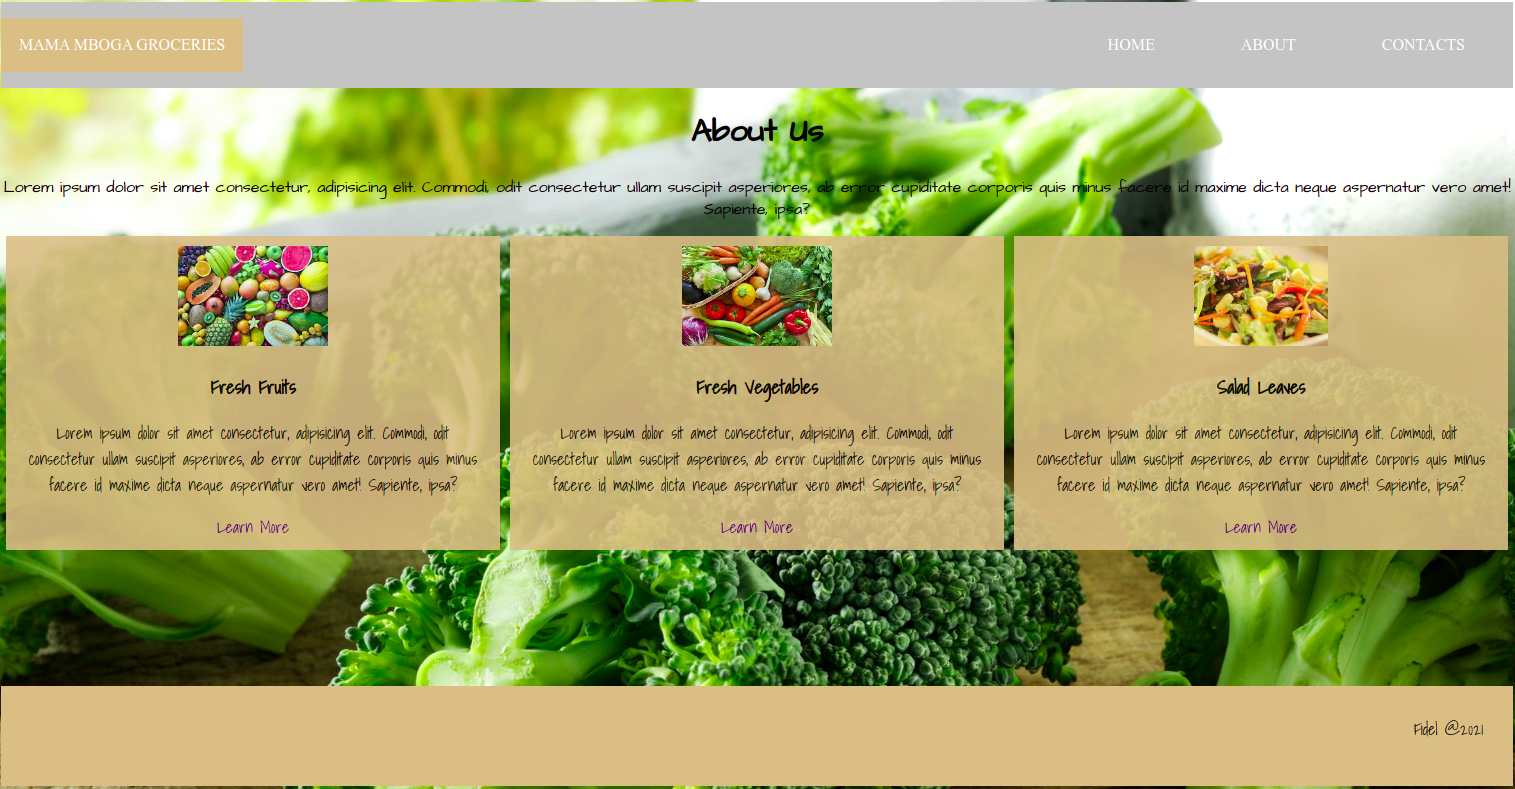 MAMA MBOGA GROCERIES HOME ABOUT CONTACTS
About Us
Lorem ipsum dolor sit amet consectetur, adipisicing elit. Commodi, odit consectetur ullam suscipit asperiores, ab error cupiditate corporis quis minus facere id maxime dicta neque aspernatur vero amet!
Sapiente, ipsa?
Fresh Fruits
Lorem ipsum dolor sit amet consectetur, adipisicing elit. Commodi, odit
consectetur ullam suscipit asperiores, ab error cupiditate corporis quis minus
facere id maxime dicta neque aspernatur vero amet! Sapiente, ipsa?
Learn More
Fresh Vegetables
Lorem ipsum dolor sit amet consectetur, adipisicing elit. Commodi, odit
consectetur ullam suscipit asperiores, ab error cupiditate corporis quis minus
facere id maxime dicta neque aspernatur vero amet! Sapiente, ipsa?
Learn More
Salad Leaves
Lorem ipsum dolor sit amet consectetur, adipisicing elit. Commodi, odit
consectetur ullam suscipit asperiores, ab error cupiditate corporis quis minus
facere id maxime dicta neque aspernatur vero amet! Sapiente, ipsa?
Learn More
Fidel @2021